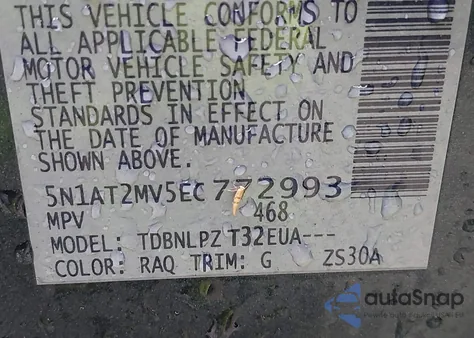 THIS VEHICLE CONFORMS TO
ALL APPLICABLE FEDERAL
MOTOR VEHICLE SAFETY AND
THEFT PREVENTION
STANDARDS IN EFFECT ON
THE DATE OF MANUFACTURE
SHOWN ABOVE.
5N1AT2MV5EC772993
MPV 468
MODEL: TDBNLPZ T32EUA---
COLOR: RAQ TRIM: G ZS30A
autaSnap